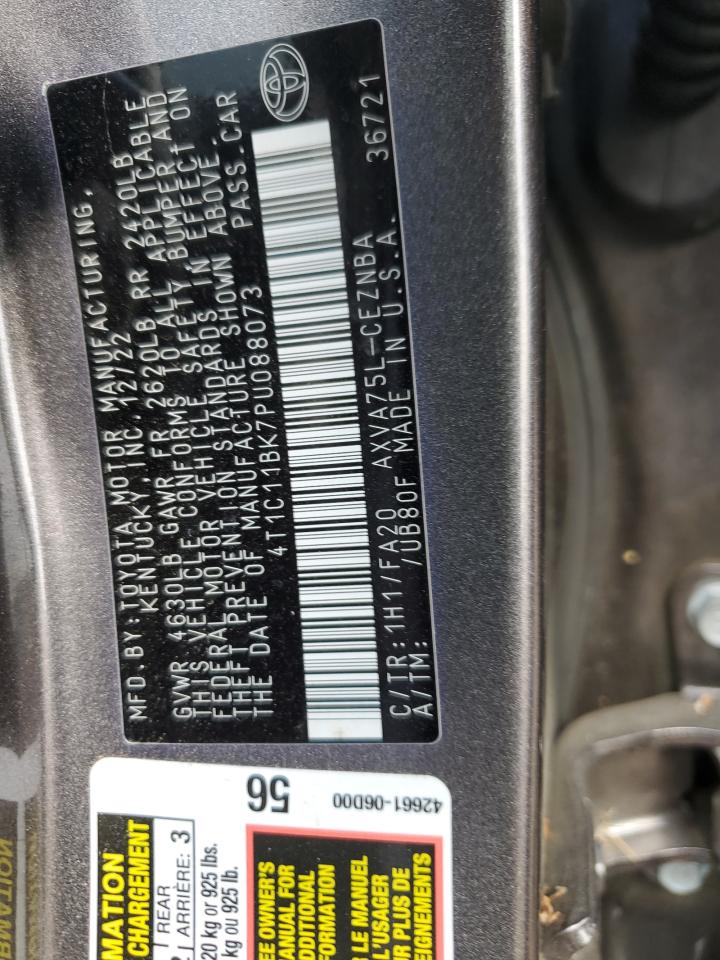 MFD.BY:TOYOTA MOTOR MANUFACTURING,
KENTUCKY, INC. 12/22
GVWR 4630LB GAWR FR 2620LB RR 2420LB
THIS VEHICLE CONFORMS TO ALL APPLICABLE
FEDERAL MOTOR VEHICLE SAFETY, BUMPER AND
THEFT PREVENTION STANDARDS IN EFFECT ON
THE DATE OF MANUFACTURE SHOWN ABOVE.
4T1C11BK7PU088073 PASS.CAR
C/TR:1H1/FA20 AXVA75L-CEZNBA 36721
A/TM: /UB80F MADE IN U.S.A.
56
42661-06D00
CHARGEMENT
REAR
ARRIÈRE: 3
20 kg or 925 lbs.
kg ou 925 lb.
OWNER'S
MANUAL FOR
LE MANUEL
L'USAGER
PLUS DE